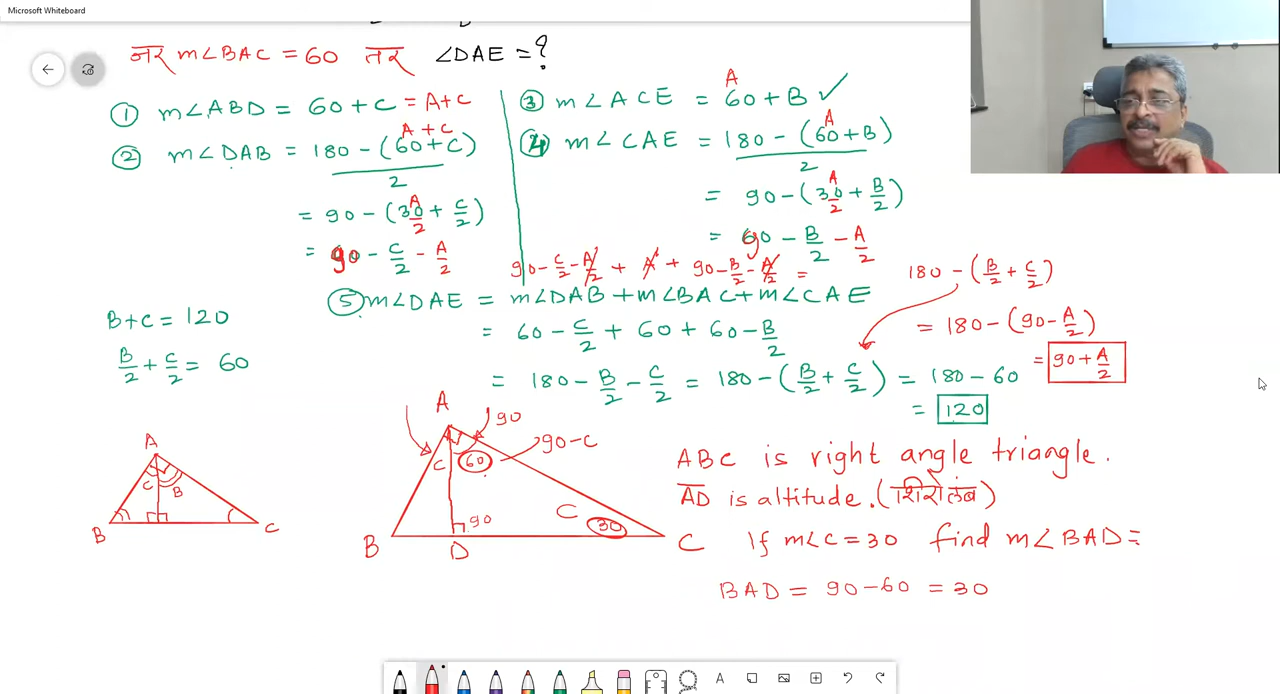 Microsoft Whiteboard
जर m∠BAC = 60 तर ∠DAE = ?
① m∠ABD = 60 + C = A + C
A + C
② m∠DAB = 180 - (60 + C)
2
= 90 - (30 + C/2)
A/2
= 90 - C/2 - A/2
A
③ m∠ACE = 60 + B ✓
A
④ m∠CAE = 180 - (60 + B)
2
= 90 - (30 + B/2)
A/2
= 90 - B/2 - A/2
90 - C/2 - A/2 + A + 90 - B/2 - A/2 =
180 - (B/2 + C/2)
= 180 - (90 - A/2)
= 90 + A/2
⑤ m∠DAE = m∠DAB + m∠BAC + m∠CAE
= 60 - C/2 + 60 + 60 - B/2
= 180 - B/2 - C/2 = 180 - (B/2 + C/2) = 180 - 60
= 120
B + C = 120
B/2 + C/2 = 60
A
C
B
B
C
A
90
90 - C
C
60
90
C
30
B
D
C
ABC is right angle triangle.
AD is altitude. (शिरोलंब)
If m∠C = 30 find m∠BAD =
BAD = 90 - 60 = 30
A